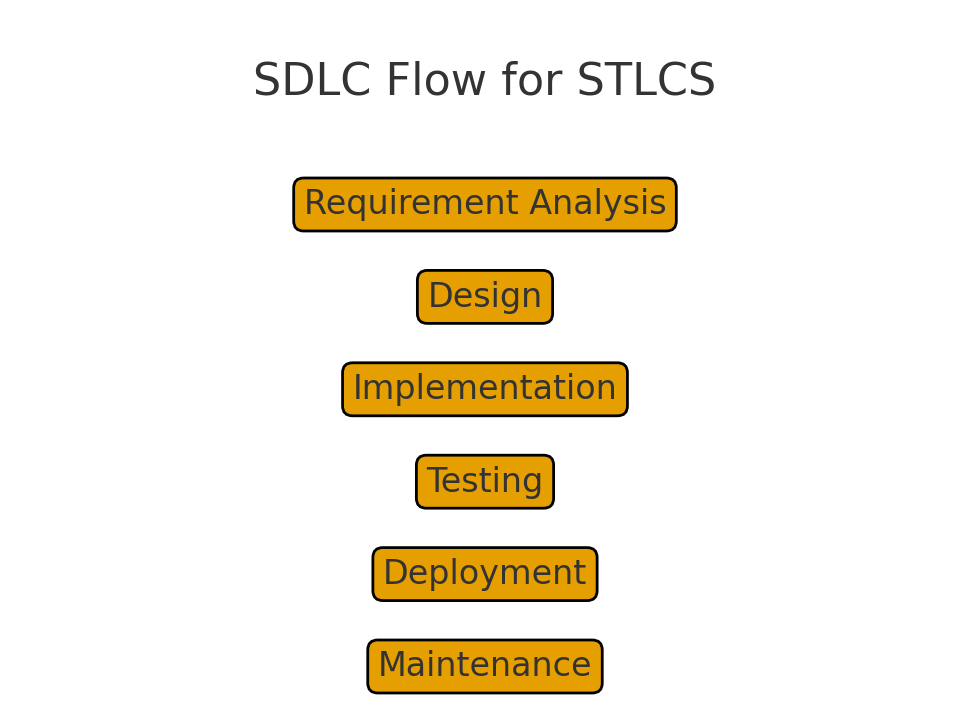 SDLC Flow for STLCS
Requirement Analysis
Design
Implementation
Testing
Deployment
Maintenance